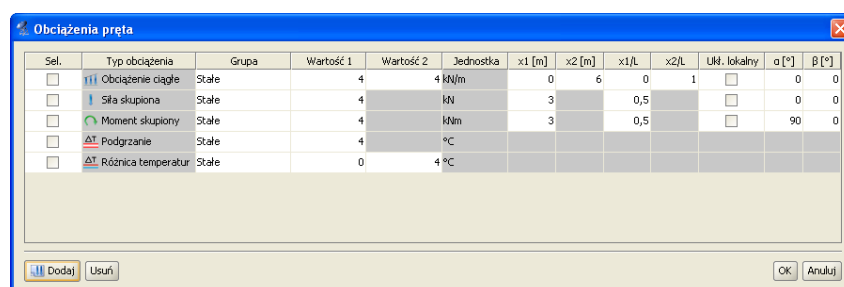 Obciążenia pręta
Sel. Typ obciążenia Grupa Wartość 1 Wartość 2 Jednostka x1 [m] x2 [m] x1/L x2/L Ukł. lokalny α [°] β [°]
Obciążenie ciągłe Stałe 4 4 kN/m 0 6 0 1 0 0
Siła skupiona Stałe 4 kN 3 0,5 0 0
Moment skupiony Stałe 4 kNm 3 0,5 90 0
ΔT Podgrzanie Stałe 4 °C
ΔT Różnica temperatur Stałe 0 4 °C
Dodaj Usuń OK Anuluj